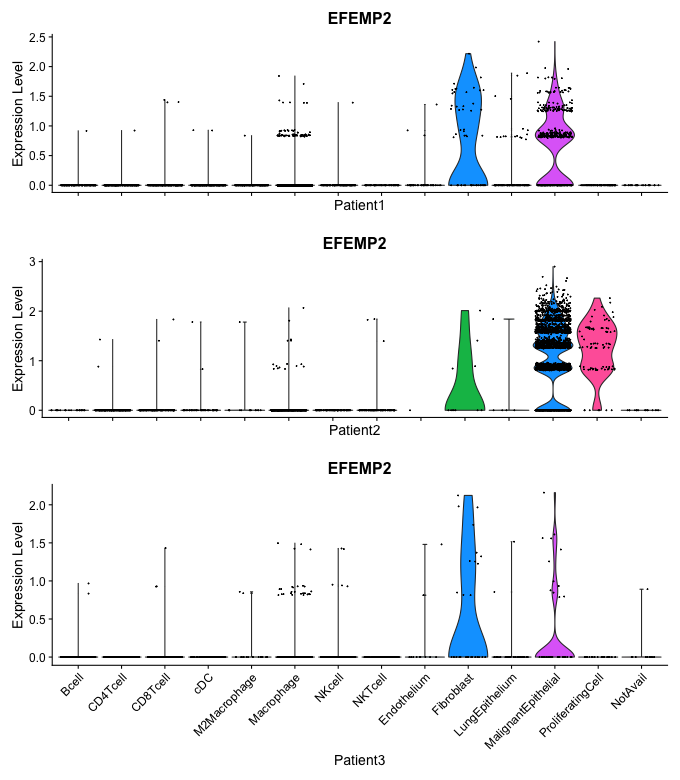 EFEMP2
2.5
2.0
1.5
1.0
0.5
0.0
Expression Level
Patient1
EFEMP2
3
2
1
0
Expression Level
Patient2
EFEMP2
2.0
1.5
1.0
0.5
0.0
Expression Level
Bcell
CD4Tcell
CD8Tcell
cDC
M2Macrophage
Macrophage
NKcell
NKTcell
Endothelium
Fibroblast
LungEpithelium
MalignantEpithelial
ProliferatingCell
NotAvail
Patient3